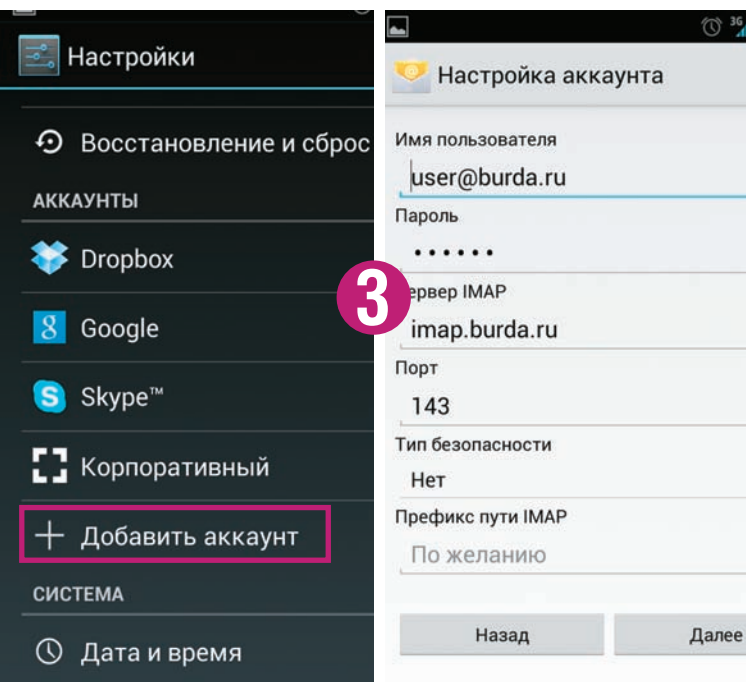 Настройки
Восстановление и сброс
АККАУНТЫ
Dropbox
8 Google
S Skype™
Корпоративный
+ Добавить аккаунт
СИСТЕМА
Дата и время
3
3G
Настройка аккаунта
Имя пользователя
user@burda.ru
Пароль
••••••
ервер IMAP
imap.burda.ru
Порт
143
Тип безопасности
Нет
Префикс пути IMAP
По желанию
Назад
Далее